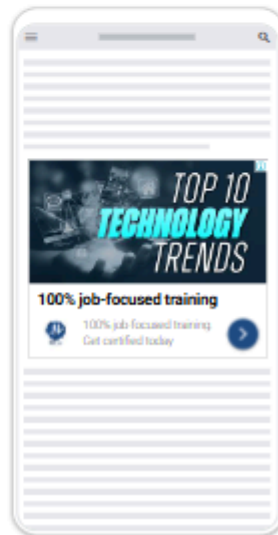 TOP 10
TECHNOLOGY
TRENDS
100% job-focused training
100% job-focused training.
Get certified today